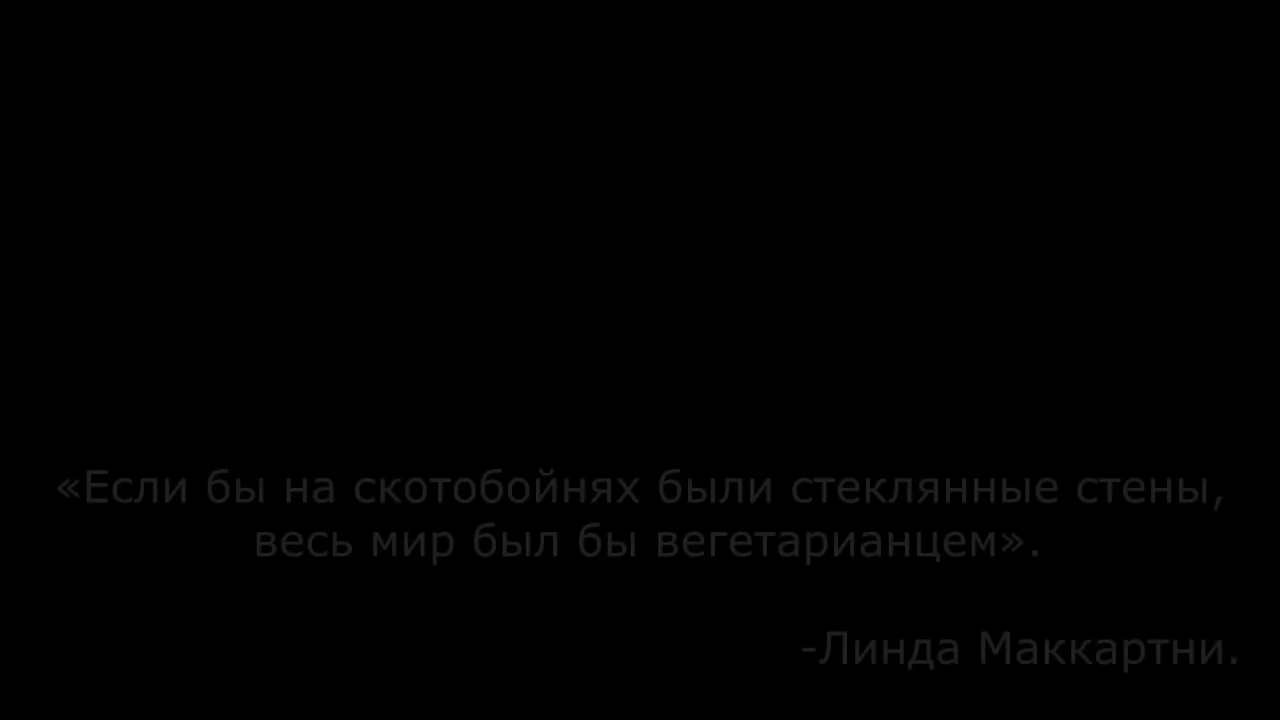 «Если бы на скотобойнях были стеклянные стены,
весь мир был бы вегетарианцем».
-Линда Маккартни.